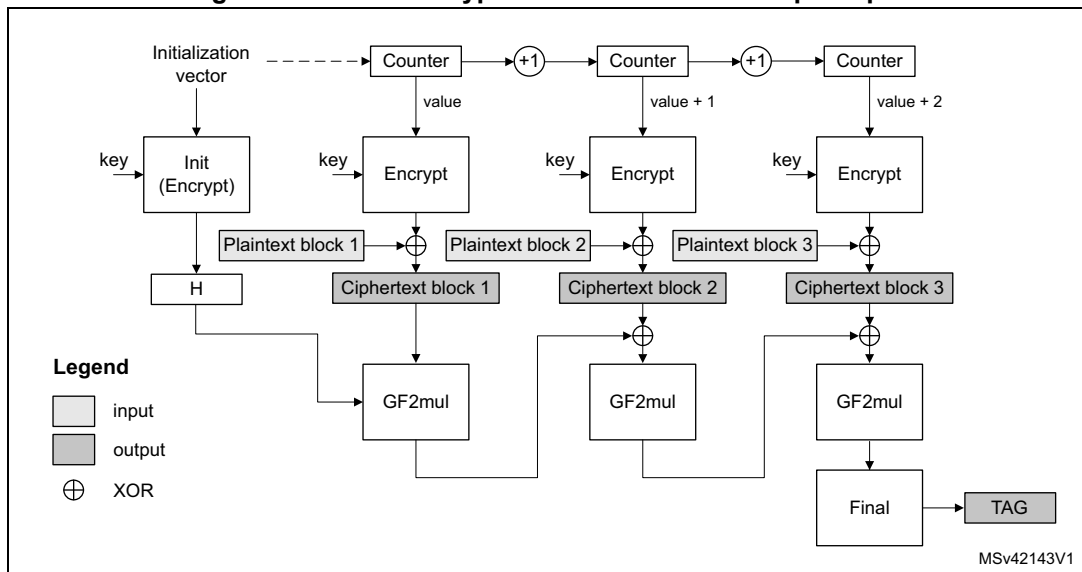 Initialization
vector
Counter
+1
Counter
+1
Counter
value
value + 1
value + 2
key
Init
(Encrypt)
key
Encrypt
key
Encrypt
key
Encrypt
Plaintext block 1
Plaintext block 2
Plaintext block 3
H
Ciphertext block 1
Ciphertext block 2
Ciphertext block 3
Legend
input
output
XOR
GF2mul
GF2mul
GF2mul
Final
TAG
MSv42143V1